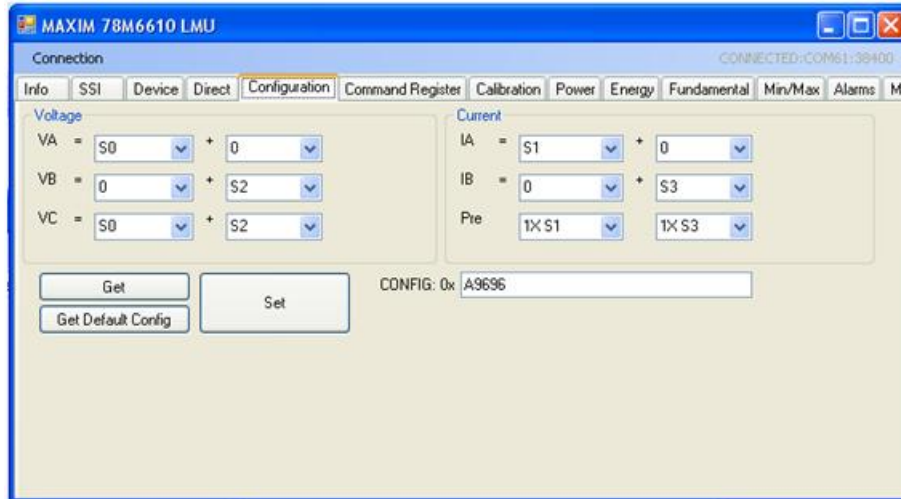 MAXIM 78M6610 LMU
Connection CONNECTED:COM61:38400
Info SSI Device Direct Configuration Command Register Calibration Power Energy Fundamental Min/Max Alarms M
Voltage Current
VA = S0 + 0 IA = S1 + 0
VB = 0 + S2 IB = 0 + S3
VC = S0 + S2 Pre 1X S1 1X S3
Get Set CONFIG: 0x A9696
Get Default Config